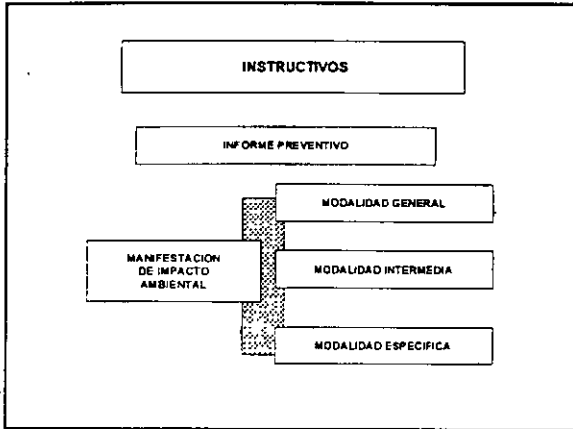 INSTRUCTIVOS
INFORME PREVENTIVO
MODALIDAD GENERAL
MANIFESTACION
DE IMPACTO
AMBIENTAL
MODALIDAD INTERMEDIA
MODALIDAD ESPECIFICA